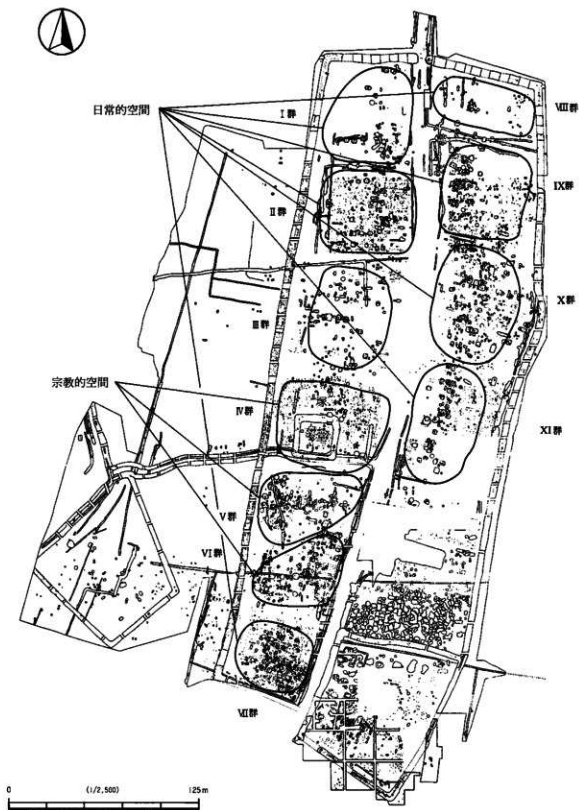 日常的空間
I群
VIII群
II群
IX群
III群
X群
宗教的空間
IV群
XI群
V群
VI群
VII群
0 (1/2,500) 125m